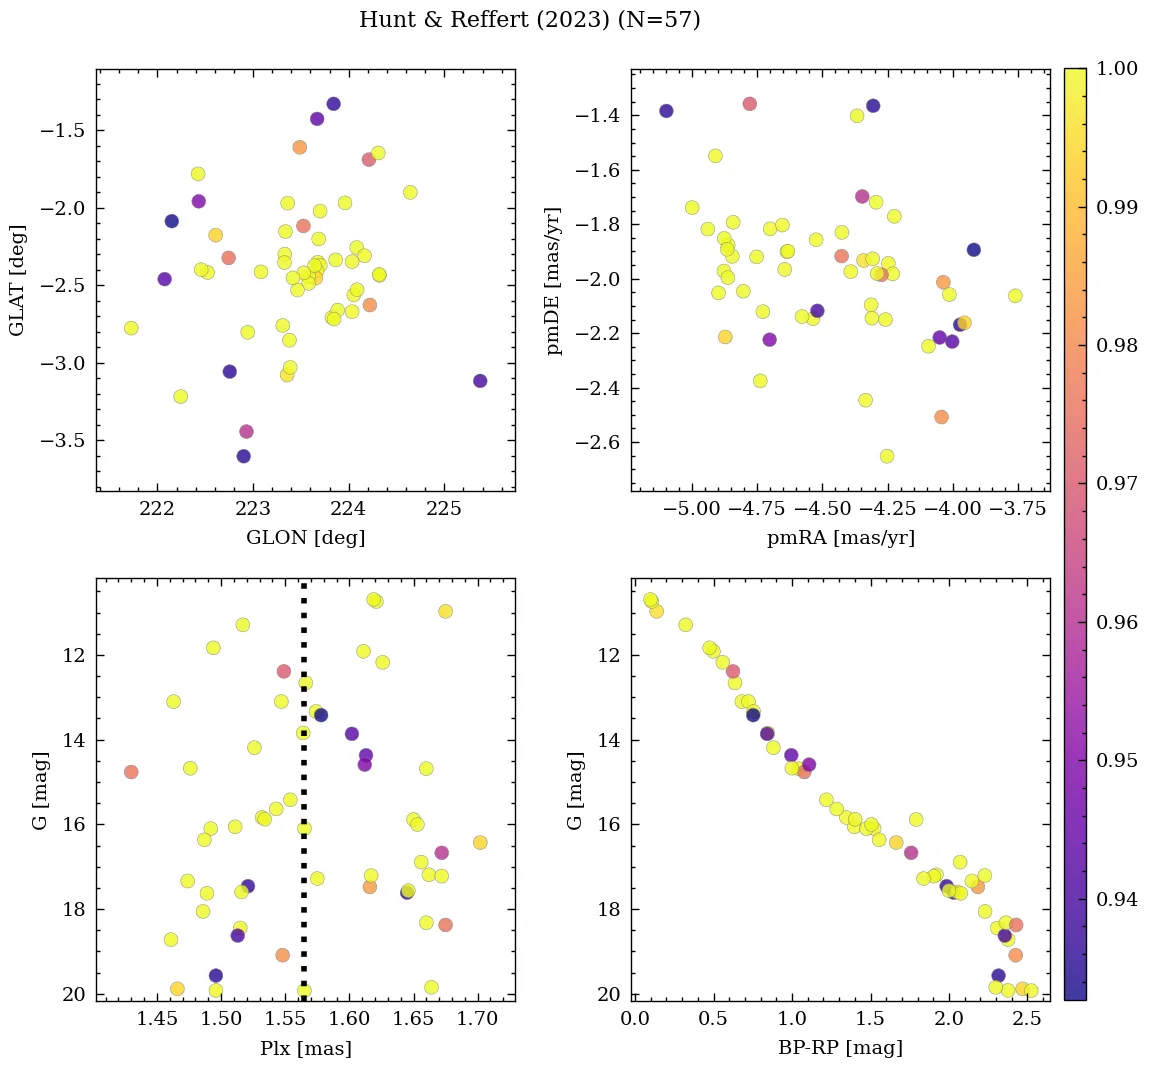 Hunt & Reffert (2023) (N=57)
−1.5
−2.0
−2.5
−3.0
−3.5
GLAT [deg]
222 223 224 225
GLON [deg]
−1.4
−1.6
−1.8
−2.0
−2.2
−2.4
−2.6
pmDE [mas/yr]
−5.00 −4.75 −4.50 −4.25 −4.00 −3.75
pmRA [mas/yr]
1.00
0.99
0.98
0.97
0.96
0.95
0.94
12
14
16
18
20
G [mag]
1.45 1.50 1.55 1.60 1.65 1.70
Plx [mas]
12
14
16
18
20
G [mag]
0.0 0.5 1.0 1.5 2.0 2.5
BP-RP [mag]